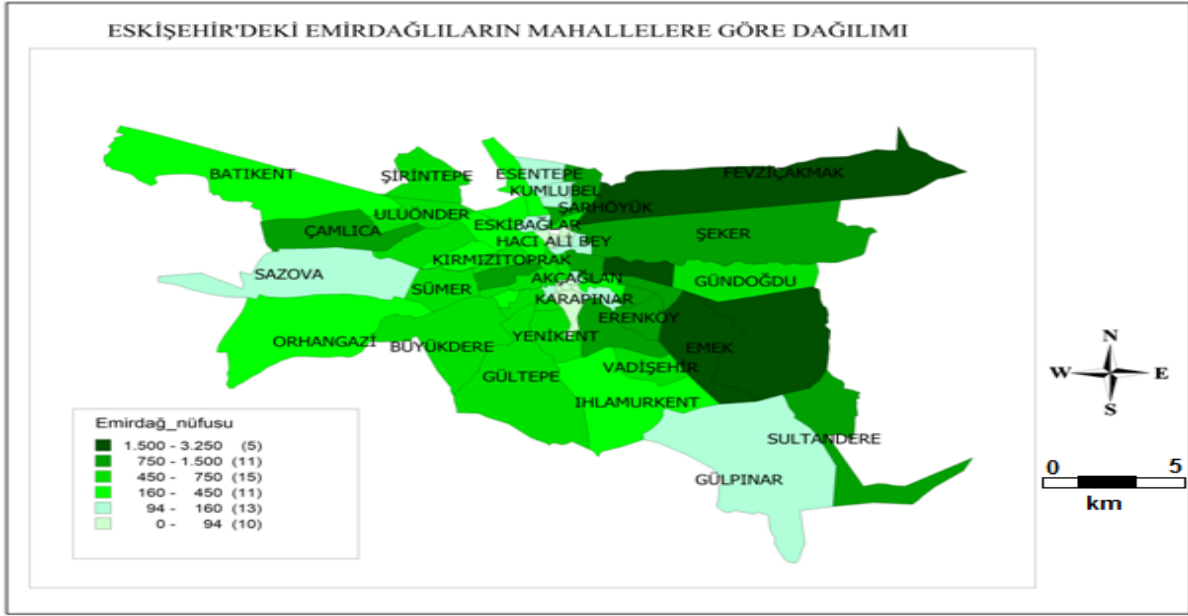 ESKİŞEHİR'DEKİ EMİRDAĞLILARIN MAHALLELERE GÖRE DAĞILIMI
BATIKENT
ŞİRİNTEPE
ESENTEPE
FEVZİÇAKMAK
KUMLUBEL
ŞARHÖYÜK
ULUÖNDER
ESKİBAĞLAR
ÇAMLICA
HACI ALİ BEY
ŞEKER
KIRMIZITOPRAK
SAZOVA
AKÇAĞLAN
GÜNDOĞDU
SÜMER
KARAPINAR
ERENKÖY
YENİKENT
ORHANGAZİ
BÜYÜKDERE
EMEK
VADİŞEHİR
GÜLTEPE
IHLAMURKENT
SULTANDERE
GÜLPINAR
Emirdağ_nüfusu
1.500 - 3.250 (5)
750 - 1.500 (11)
450 - 750 (15)
160 - 450 (11)
94 - 160 (13)
0 - 94 (10)
N
W E
S
0 5
km